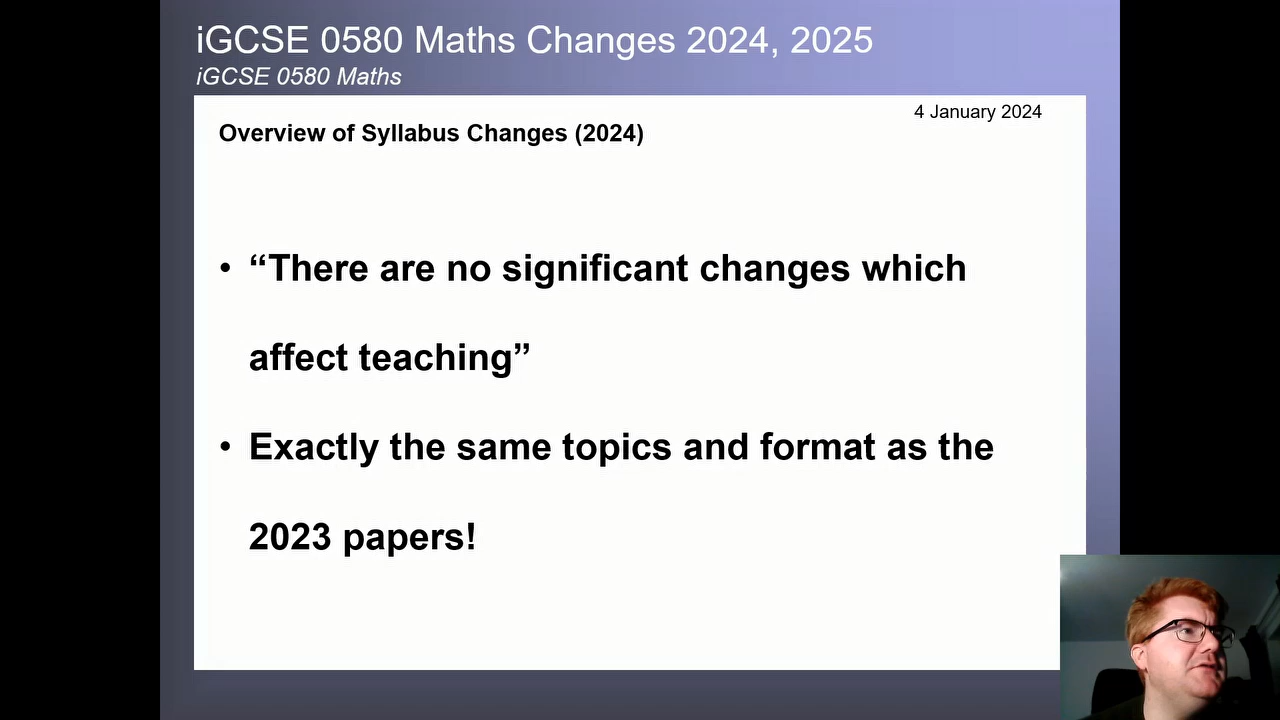 iGCSE 0580 Maths Changes 2024, 2025
iGCSE 0580 Maths
4 January 2024
Overview of Syllabus Changes (2024)
• “There are no significant changes which
affect teaching”
• Exactly the same topics and format as the
2023 papers!